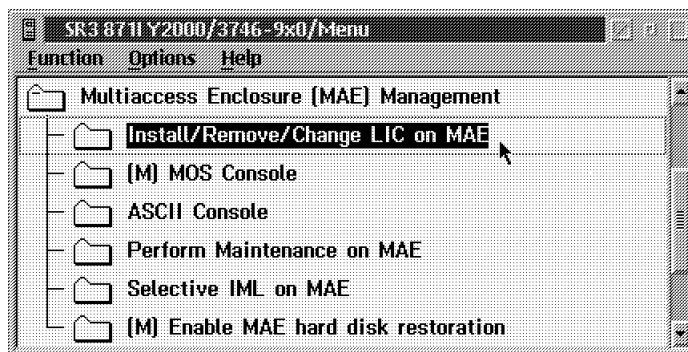 SR3 871I Y2000/3746-9x0/Menu
Function Options Help
Multiaccess Enclosure (MAE) Management
Install/Remove/Change LIC on MAE
(M) MOS Console
ASCII Console
Perform Maintenance on MAE
Selective IML on MAE
(M) Enable MAE hard disk restoration